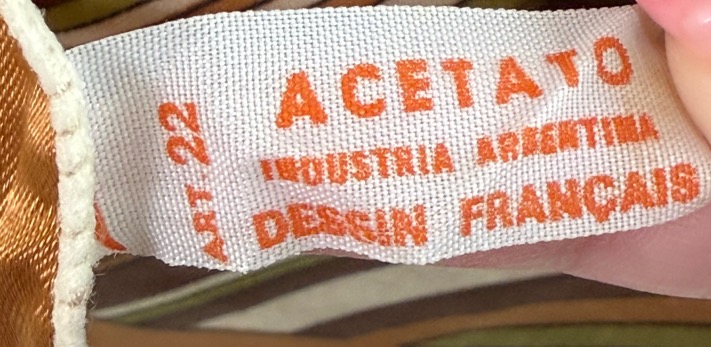 ART. 22
ACETATO
INDUSTRIA ARGENTINA
DESSIN FRANÇAIS